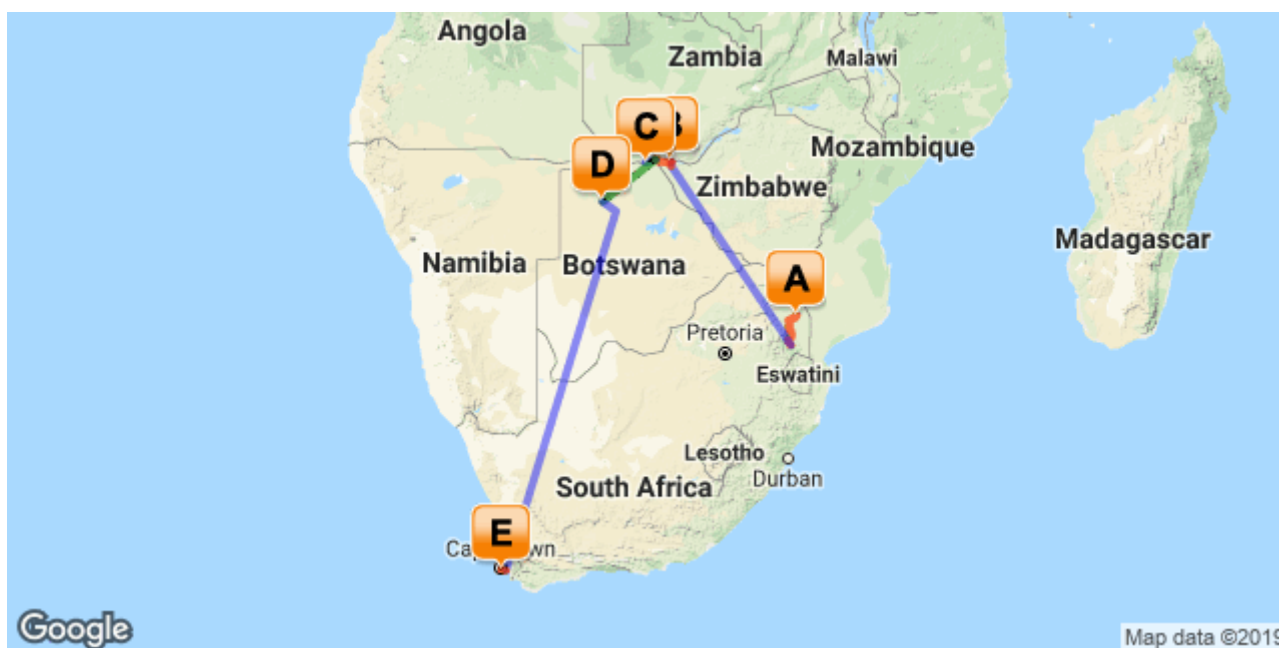 Angola
Zambia
Malawi
C
B
D
Mozambique
Zimbabwe
Madagascar
Namibia
Botswana
A
Pretoria
Eswatini
Lesotho
Durban
South Africa
E
Google
Map data ©2019